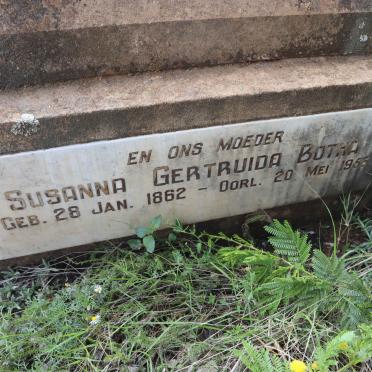 EN ONS MOEDER
SUSANNA GERTRUIDA BOTHA
GEB. 28 JAN. 1862 - OORL. 20 MEI